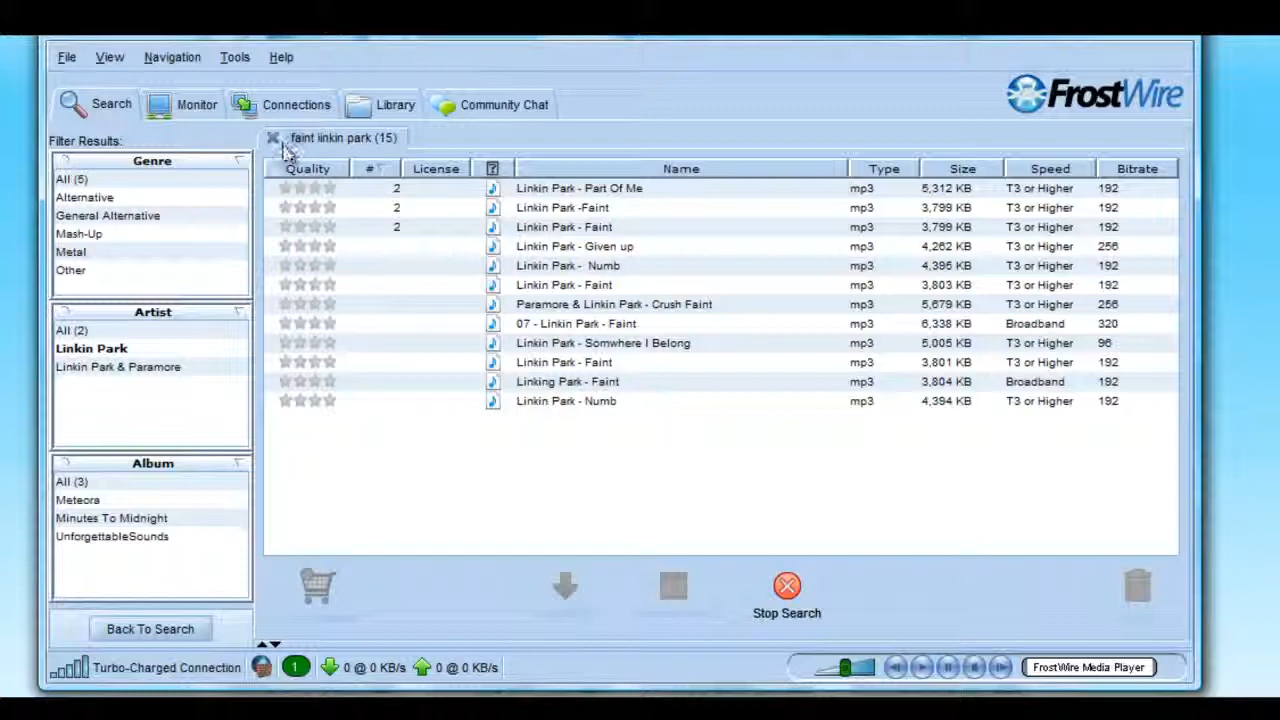 File View Navigation Tools Help
Search Monitor Connections Library Community Chat
FrostWire
Filter Results:
faint linkin park (15)
Genre
All (5)
Alternative
General Alternative
Mash-Up
Metal
Other
Artist
All (2)
Linkin Park
Linkin Park & Paramore
Album
All (3)
Meteora
Minutes To Midnight
UnforgettableSounds
Back To Search
Quality # License ? Name Type Size Speed Bitrate
2 Linkin Park - Part Of Me mp3 5,312 KB T3 or Higher 192
2 Linkin Park -Faint mp3 3,799 KB T3 or Higher 192
2 Linkin Park - Faint mp3 3,799 KB T3 or Higher 192
Linkin Park - Given up mp3 4,262 KB T3 or Higher 256
Linkin Park -  Numb mp3 4,395 KB T3 or Higher 192
Linkin Park - Faint mp3 3,803 KB T3 or Higher 192
Paramore & Linkin Park - Crush Faint mp3 5,679 KB T3 or Higher 256
07 - Linkin Park - Faint mp3 6,338 KB Broadband 320
Linkin Park - Somwhere I Belong mp3 5,005 KB T3 or Higher 96
Linkin Park - Faint mp3 3,801 KB T3 or Higher 192
Linking Park - Faint mp3 3,804 KB Broadband 192
Linkin Park - Numb mp3 4,394 KB T3 or Higher 192
Stop Search
Turbo-Charged Connection 1 0 @ 0 KB/s 0 @ 0 KB/s FrostWire Media Player